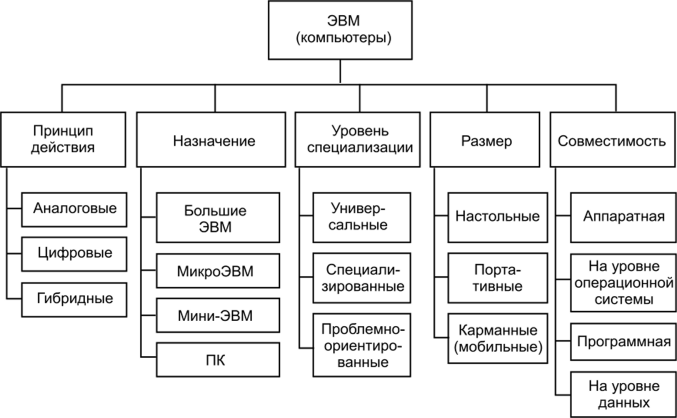 ЭВМ
(компьютеры)
Принцип
действия
Назначение
Уровень
специализации
Размер
Совместимость
Аналоговые
Цифровые
Гибридные
Большие
ЭВМ
МикроЭВМ
Мини-ЭВМ
ПК
Универ-
сальные
Специали-
зированные
Проблемно-
ориентиро-
ванные
Настольные
Порта-
тивные
Карманные
(мобильные)
Аппаратная
На уровне
операционной
системы
Программная
На уровне
данных